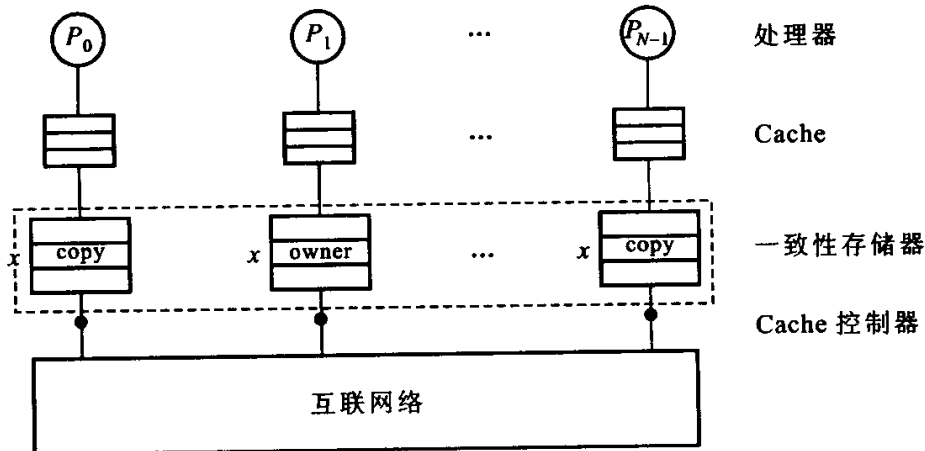 P₀ P₁ ... P_{N-1} 处理器
... Cache
x copy x owner ... x copy 一致性存储器
Cache 控制器
互联网络